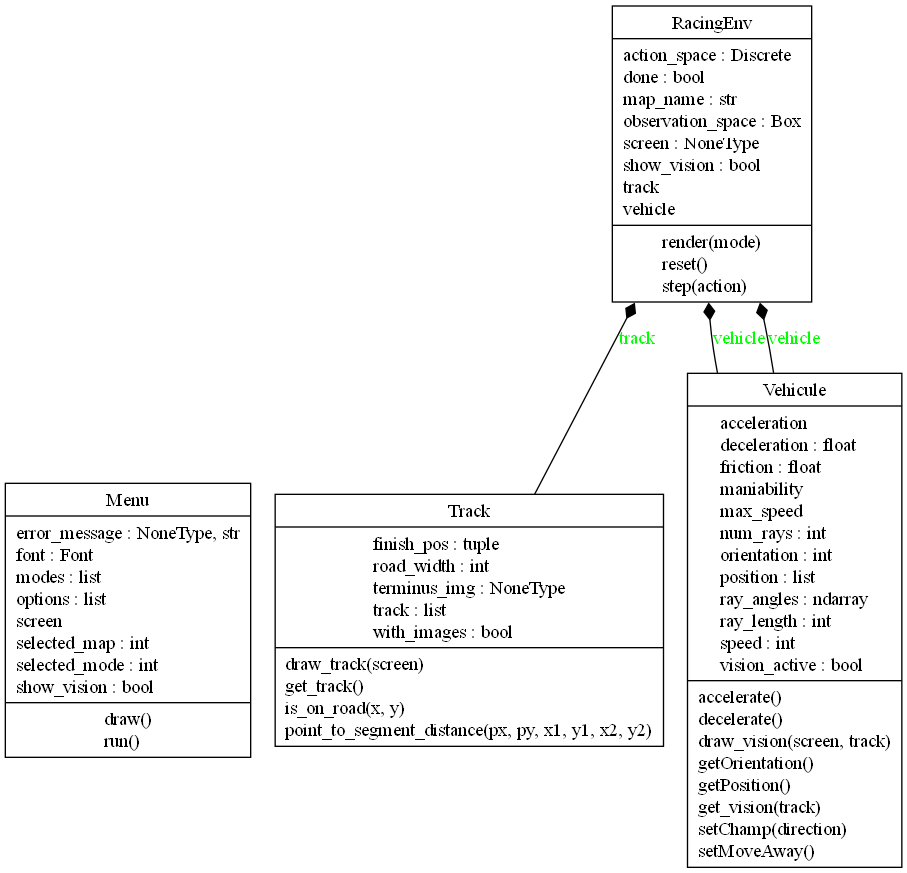 RacingEnv
action_space : Discrete
done : bool
map_name : str
observation_space : Box
screen : NoneType
show_vision : bool
track
vehicle
render(mode)
reset()
step(action)
track
vehicle
vehicle
Menu
error_message : NoneType, str
font : Font
modes : list
options : list
screen
selected_map : int
selected_mode : int
show_vision : bool
draw()
run()
Track
finish_pos : tuple
road_width : int
terminus_img : NoneType
track : list
with_images : bool
draw_track(screen)
get_track()
is_on_road(x, y)
point_to_segment_distance(px, py, x1, y1, x2, y2)
Vehicule
acceleration
deceleration : float
friction : float
maniability
max_speed
num_rays : int
orientation : int
position : list
ray_angles : ndarray
ray_length : int
speed : int
vision_active : bool
accelerate()
decelerate()
draw_vision(screen, track)
getOrientation()
getPosition()
get_vision(track)
setChamp(direction)
setMoveAway()